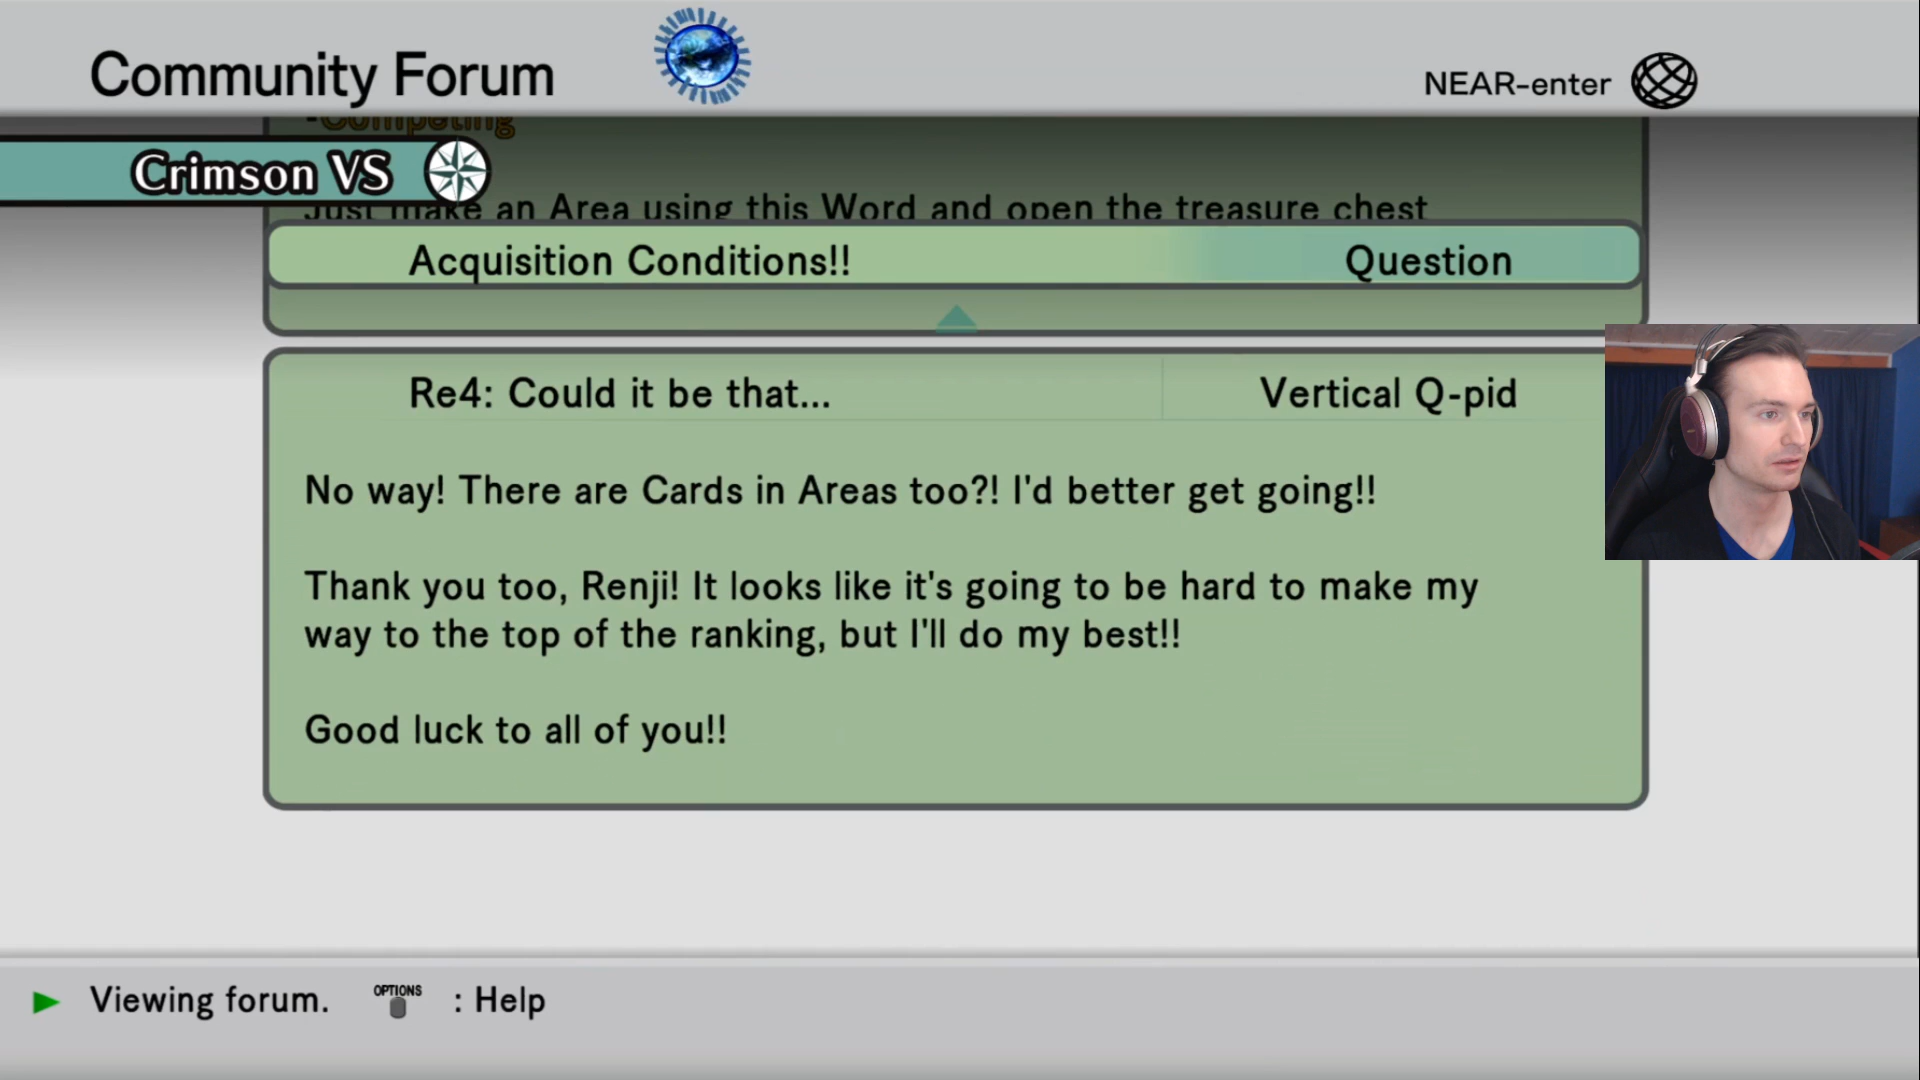 Community Forum
NEAR-enter
-Competing
Crimson VS
Just make an Area using this Word and open the treasure chest
Acquisition Conditions!! Question
Re4: Could it be that... Vertical Q-pid
No way! There are Cards in Areas too?! I'd better get going!!
Thank you too, Renji! It looks like it's going to be hard to make my
way to the top of the ranking, but I'll do my best!!
Good luck to all of you!!
Viewing forum. OPTIONS : Help